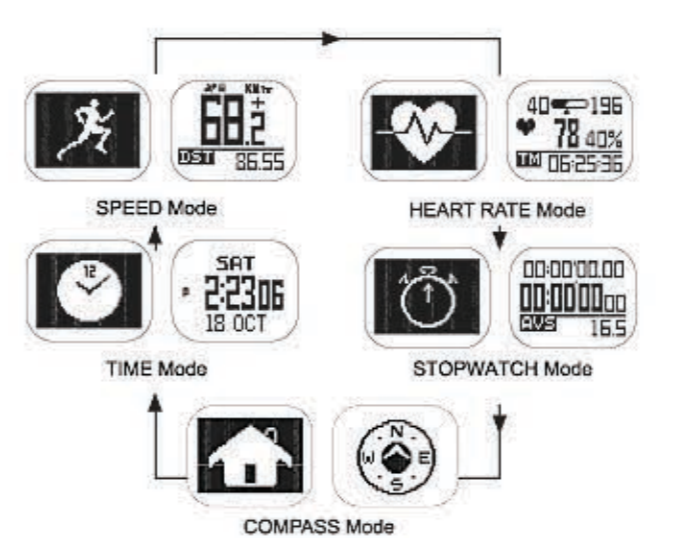 KM/hr
68.2
DST 86.55
SPEED Mode
40 196
78 40%
TM 06:25:36
HEART RATE Mode
12
SAT
P 2:23 06
18 OCT
TIME Mode
00:00'00.00
00:00'00 00
AVS 16.5
STOPWATCH Mode
N
W E
S
COMPASS Mode